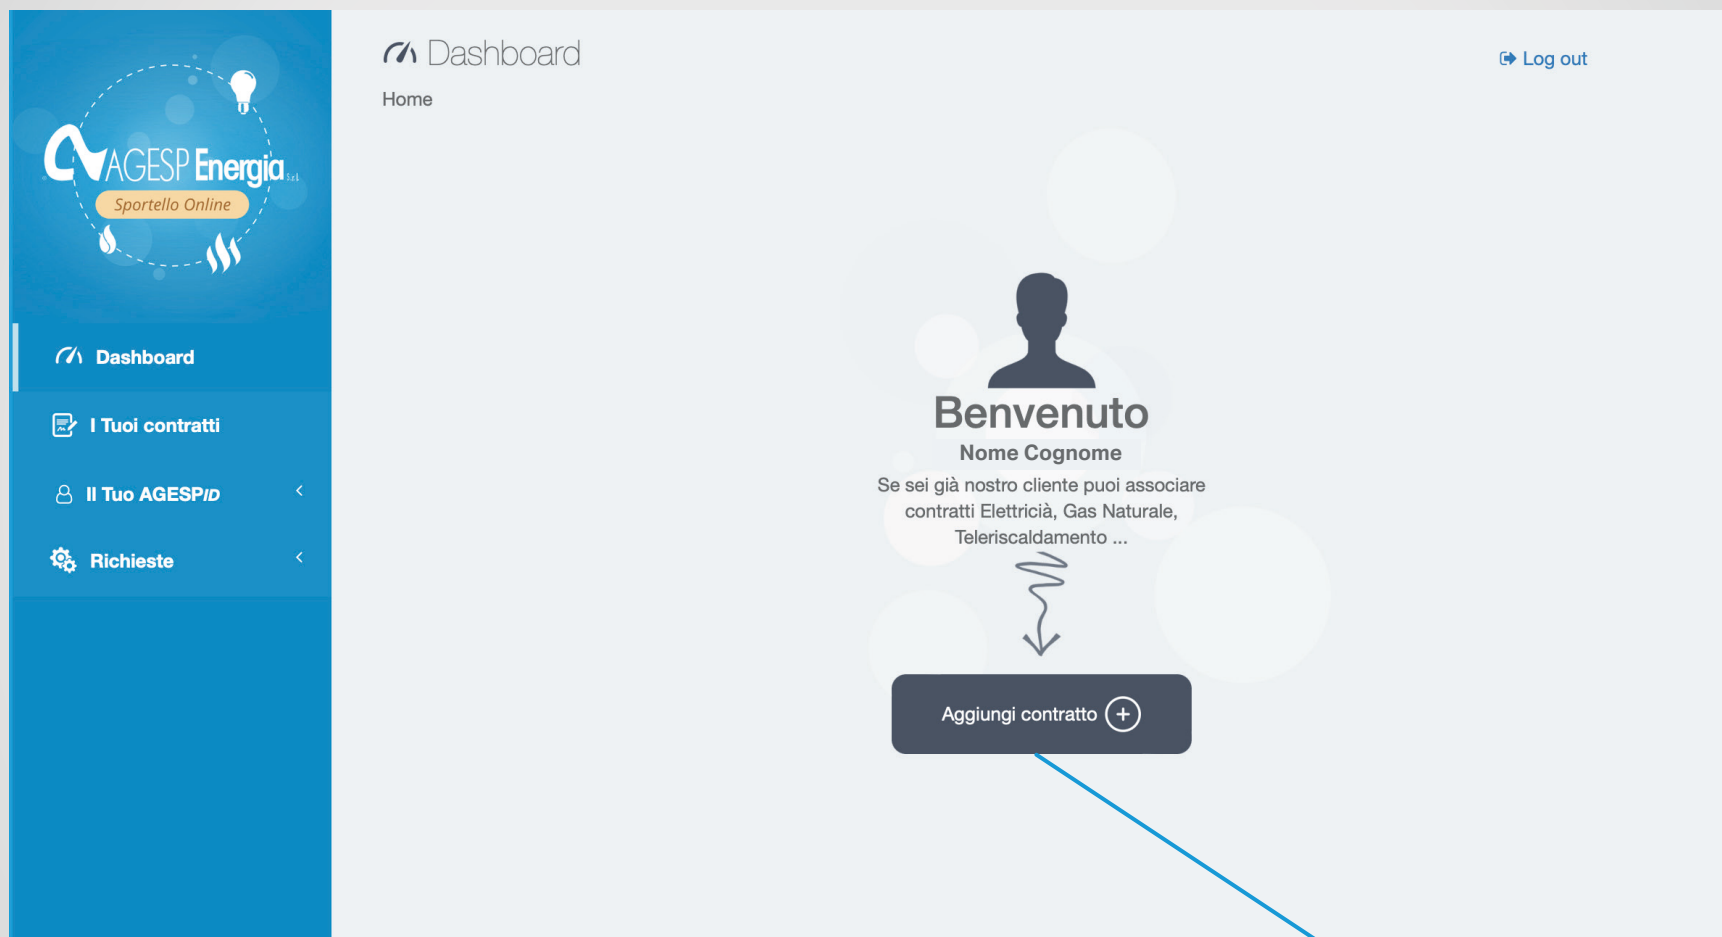 AGESP Energia S.r.l.
Sportello Online
Dashboard
I Tuoi contratti
Il Tuo AGESPID
Richieste
Dashboard
Log out
Home
Benvenuto
Nome Cognome
Se sei già nostro cliente puoi associare
contratti Elettricià, Gas Naturale,
Teleriscaldamento ...
Aggiungi contratto